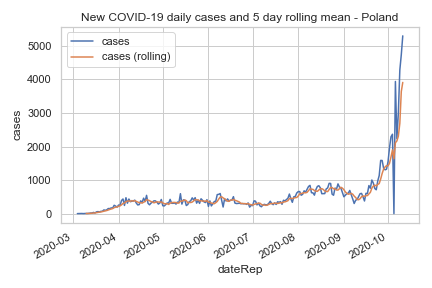 New COVID-19 daily cases and 5 day rolling mean - Poland
cases
cases (rolling)
5000
4000
3000
2000
1000
0
cases
2020-03
2020-04
2020-05
2020-06
2020-07
2020-08
2020-09
2020-10
dateRep